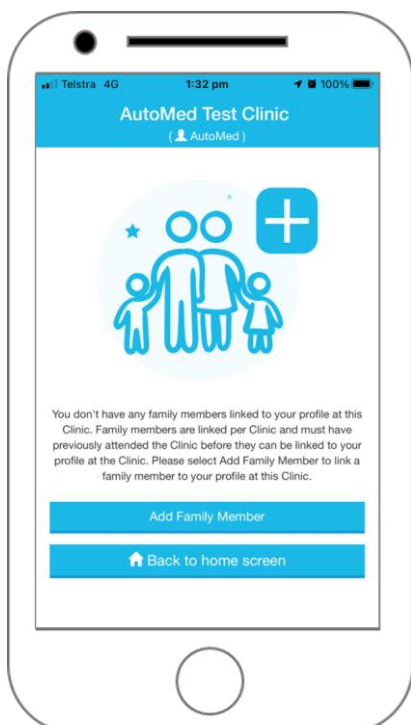 Telstra 4G 1:32 pm 100%
AutoMed Test Clinic
( AutoMed )
You don't have any family members linked to your profile at this
Clinic. Family members are linked per Clinic and must have
previously attended the Clinic before they can be linked to your
profile at the Clinic. Please select Add Family Member to link a
family member to your profile at this Clinic.
Add Family Member
Back to home screen